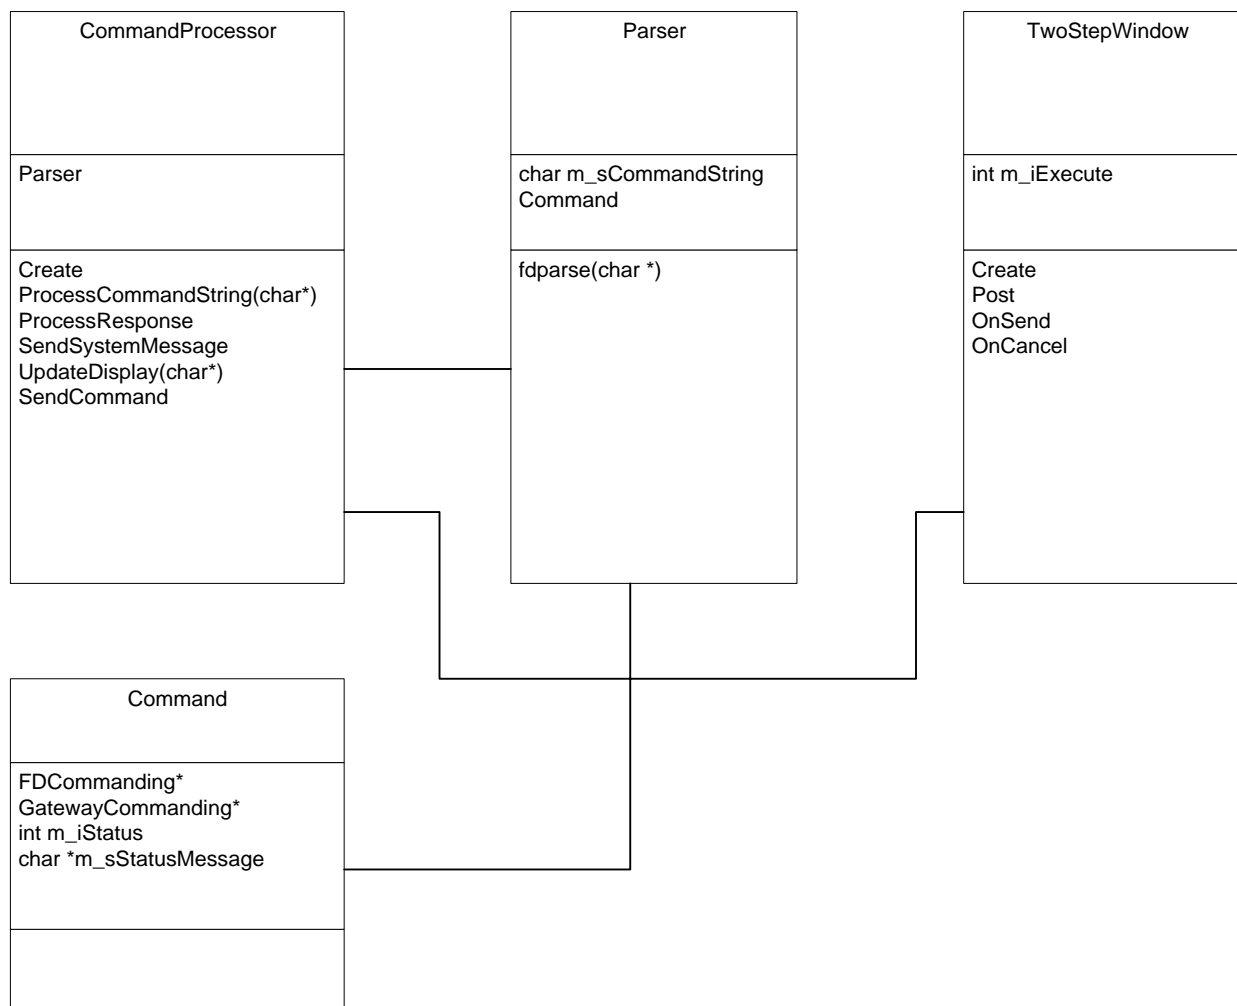 CommandProcessor
Parser
Create
ProcessCommandString(char*)
ProcessResponse
SendSystemMessage
UpdateDisplay(char*)
SendCommand
Parser
char m_sCommandString
Command
fdparse(char *)
TwoStepWindow
int m_iExecute
Create
Post
OnSend
OnCancel
Command
FDCommanding*
GatewayCommanding*
int m_iStatus
char *m_sStatusMessage